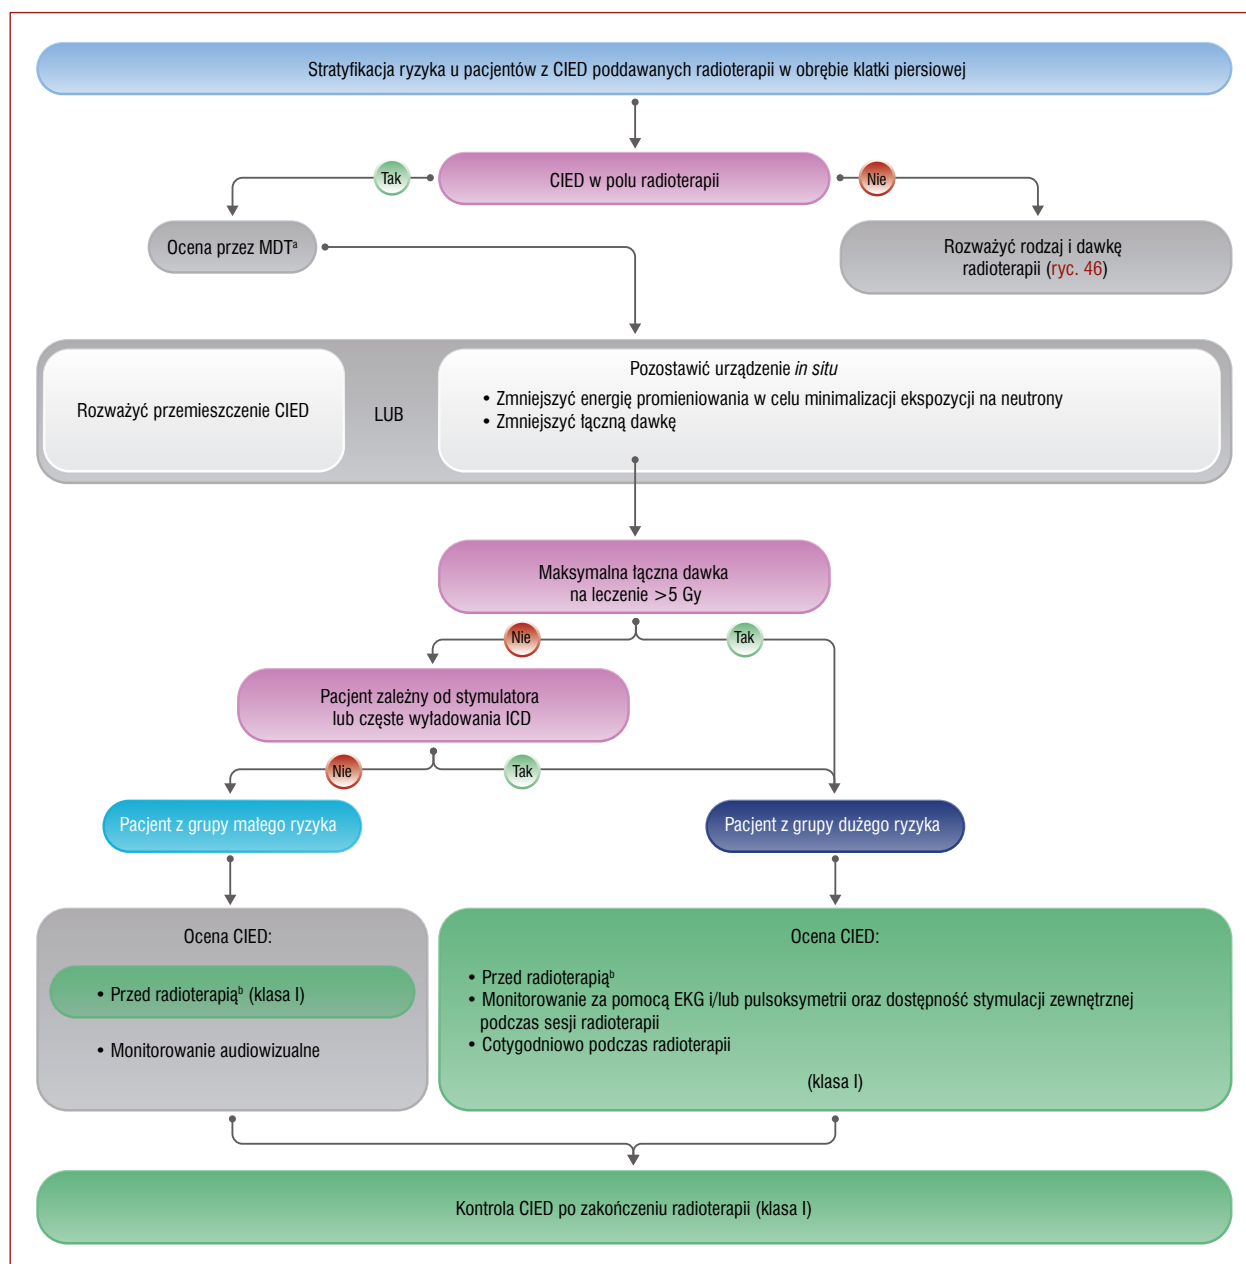 Stratyfikacja ryzyka u pacjentów z CIED poddawanych radioterapii w obrębie klatki piersiowej
Tak
CIED w polu radioterapii
Nie
Ocena przez MDTᵃ
Rozważyć rodzaj i dawkę
radioterapii (ryc. 46)
Rozważyć przemieszczenie CIED
LUB
Pozostawić urządzenie in situ
• Zmniejszyć energię promieniowania w celu minimalizacji ekspozycji na neutrony
• Zmniejszyć łączną dawkę
Maksymalna łączna dawka
na leczenie >5 Gy
Nie
Tak
Pacjent zależny od stymulatora
lub częste wyładowania ICD
Nie
Tak
Pacjent z grupy małego ryzyka
Pacjent z grupy dużego ryzyka
Ocena CIED:
• Przed radioterapiąᵇ (klasa I)
• Monitorowanie audiowizualne
Ocena CIED:
• Przed radioterapiąᵇ
• Monitorowanie za pomocą EKG i/lub pulsoksymetrii oraz dostępność stymulacji zewnętrznej
podczas sesji radioterapii
• Cotygodniowo podczas radioterapii
(klasa I)
Kontrola CIED po zakończeniu radioterapii (klasa I)